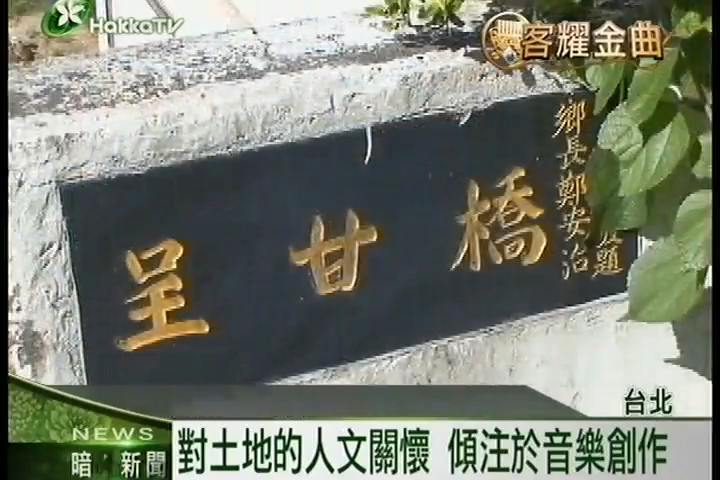 HakkaTV
客耀金曲
呈甘橋
鄉長鄭安治
題
台北
NEWS
暗 新聞
對土地的人文關懷 傾注於音樂創作